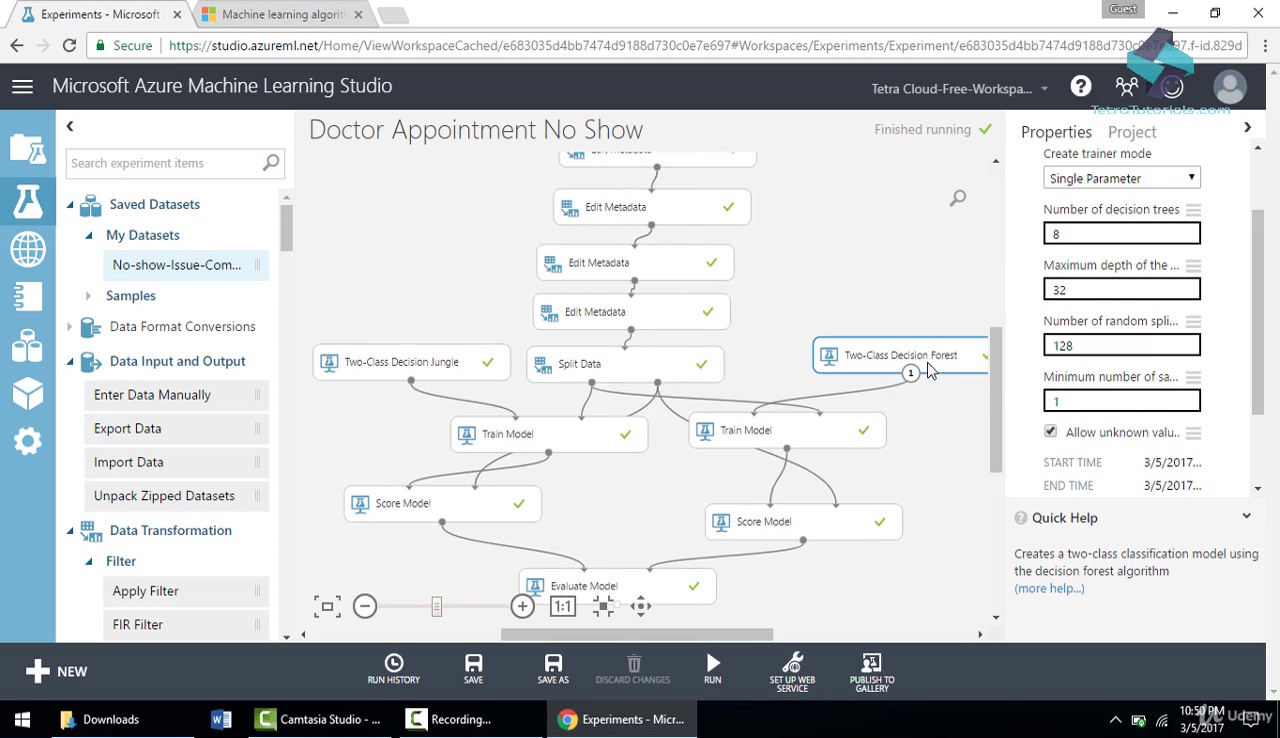 Experiments - Microsoft
Machine learning algorit
Guest
Secure
https://studio.azureml.net/Home/ViewWorkspaceCached/e683035d4bb7474d9188d730c0e7e697#Workspaces/Experiments/Experiment/e683035d4bb7474d9188d730c0e7e697.f-id.829d
Microsoft Azure Machine Learning Studio
Tetra Cloud-Free-Workspa...
TetraTutorials.com
Doctor Appointment No Show
Finished running
Properties
Project
Search experiment items
Saved Datasets
My Datasets
No-show-Issue-Com...
Samples
Data Format Conversions
Data Input and Output
Enter Data Manually
Export Data
Import Data
Unpack Zipped Datasets
Data Transformation
Filter
Apply Filter
FIR Filter
Edit Metadata
Edit Metadata
Edit Metadata
Edit Metadata
Two-Class Decision Jungle
Split Data
Two-Class Decision Forest
1
Train Model
Train Model
Score Model
Score Model
Evaluate Model
1:1
Create trainer mode
Single Parameter
Number of decision trees
8
Maximum depth of the ...
32
Number of random spli...
128
Minimum number of sa...
1
Allow unknown valu...
START TIME 3/5/2017...
END TIME 3/5/2017...
Quick Help
Creates a two-class classification model using
the decision forest algorithm
(more help...)
NEW
RUN HISTORY
SAVE
SAVE AS
DISCARD CHANGES
RUN
SET UP WEB
SERVICE
PUBLISH TO
GALLERY
Downloads
Camtasia Studio - ...
Recording...
Experiments - Micr...
10:50 PM
3/5/2017
Udemy